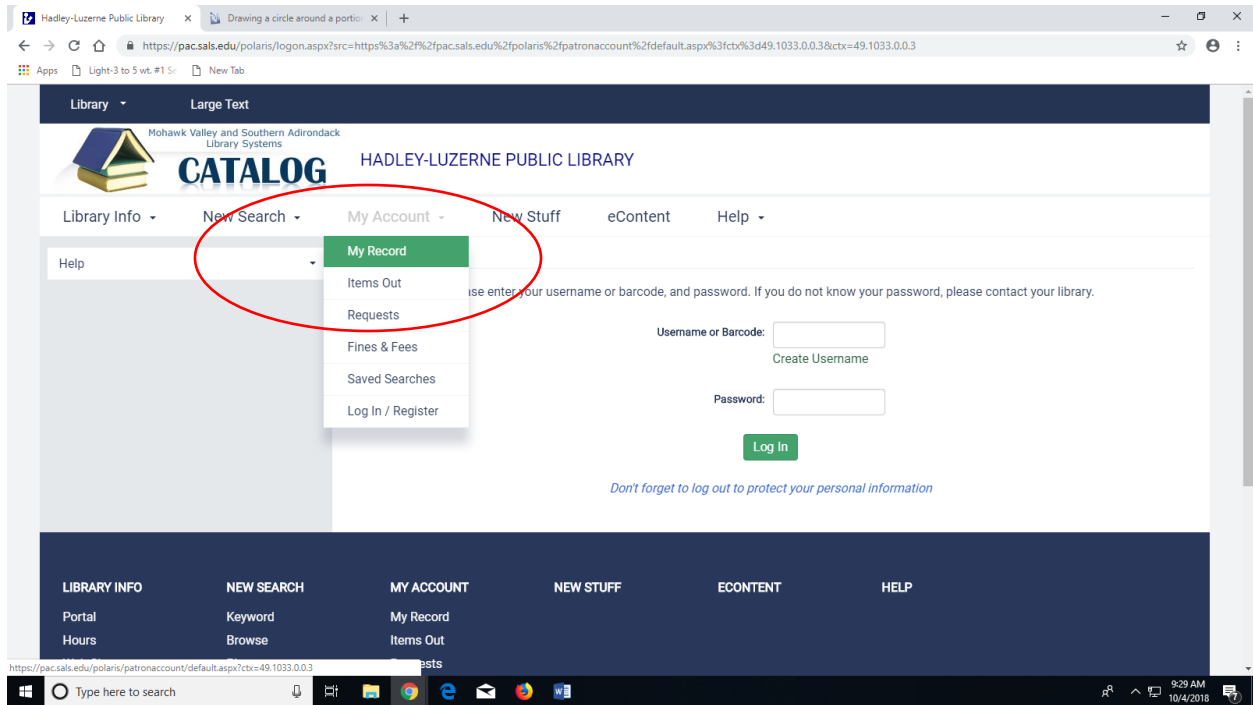 Hadley-Luzerne Public Library
Drawing a circle around a portio
https://pac.sals.edu/polaris/logon.aspx?src=https%3a%2f%2fpac.sals.edu%2fpolaris%2fpatronaccount%2fdefault.aspx%3fctx%3d49.1033.0.0.3&ctx=49.1033.0.0.3
Apps Light-3 to 5 wt. #1 Se New Tab
Library Large Text
Mohawk Valley and Southern Adirondack
Library Systems
CATALOG
HADLEY-LUZERNE PUBLIC LIBRARY
Library Info New Search My Account New Stuff eContent Help
Help
My Record
Items Out
Requests
Fines & Fees
Saved Searches
Log In / Register
enter your username or barcode, and password. If you do not know your password, please contact your library.
Username or Barcode:
Create Username
Password:
Log In
Don't forget to log out to protect your personal information
LIBRARY INFO NEW SEARCH MY ACCOUNT NEW STUFF ECONTENT HELP
Portal Keyword My Record
Hours Browse Items Out
https://pac.sals.edu/polaris/patronaccount/default.aspx?ctx=49.1033.0.0.3
Type here to search
9:29 AM
10/4/2018